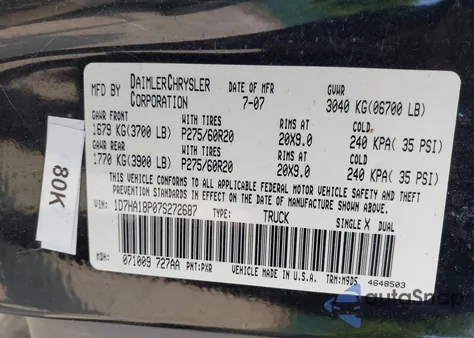 MFD BY DAIMLERCHRYSLER CORPORATION DATE OF MFR 7-07 GVWR 3040 KG(06700 LB)
GAWR FRONT WITH TIRES RIMS AT COLD
1679 KG(3700 LB) P275/60R20 20X9.0 240 KPA( 35 PSI)
GAWR REAR WITH TIRES RIMS AT COLD
1770 KG(3900 LB) P275/60R20 20X9.0 240 KPA( 35 PSI)
THIS VEHICLE CONFORMS TO ALL APPLICABLE FEDERAL MOTOR VEHICLE SAFETY AND THEFT
PREVENTION STANDARDS IN EFFECT ON THE DATE OF MANUFACTURE SHOWN ABOVE.
VIN: 1D7HA18P07S272687 TYPE: TRUCK SINGLE X DUAL
MDH: 071009 727AA PNT:PXR VEHICLE MADE IN U.S.A. TRM:M9D5 4648503
80K
autoSnap